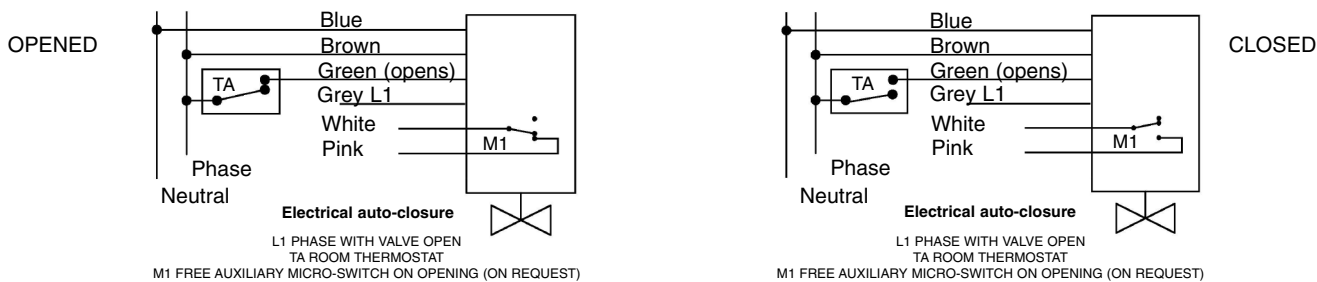 OPENED
Blue
Brown
Green (opens)
TA
Grey L1
White
M1
Pink
Phase
Neutral
Electrical auto-closure
L1 PHASE WITH VALVE OPEN
TA ROOM THERMOSTAT
M1 FREE AUXILIARY MICRO-SWITCH ON OPENING (ON REQUEST)
CLOSED
Blue
Brown
Green (opens)
TA
Grey L1
White
M1
Pink
Phase
Neutral
Electrical auto-closure
L1 PHASE WITH VALVE OPEN
TA ROOM THERMOSTAT
M1 FREE AUXILIARY MICRO-SWITCH ON OPENING (ON REQUEST)